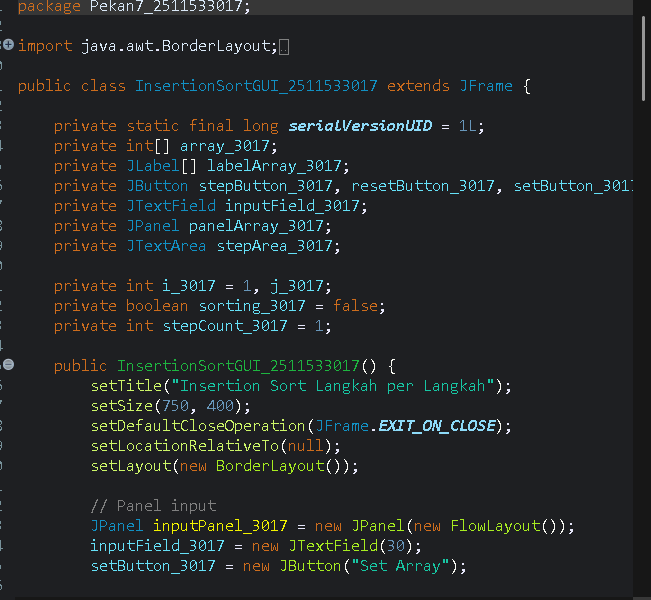 package Pekan7_2511533017;
import java.awt.BorderLayout;
public class InsertionSortGUI_2511533017 extends JFrame {
private static final long serialVersionUID = 1L;
private int[] array_3017;
private JLabel[] labelArray_3017;
private JButton stepButton_3017, resetButton_3017, setButton_301
private JTextField inputField_3017;
private JPanel panelArray_3017;
private JTextArea stepArea_3017;
private int i_3017 = 1, j_3017;
private boolean sorting_3017 = false;
private int stepCount_3017 = 1;
public InsertionSortGUI_2511533017() {
setTitle("Insertion Sort Langkah per Langkah");
setSize(750, 400);
setDefaultCloseOperation(JFrame.EXIT_ON_CLOSE);
setLocationRelativeTo(null);
setLayout(new BorderLayout());
// Panel input
JPanel inputPanel_3017 = new JPanel(new FlowLayout());
inputField_3017 = new JTextField(30);
setButton_3017 = new JButton("Set Array");